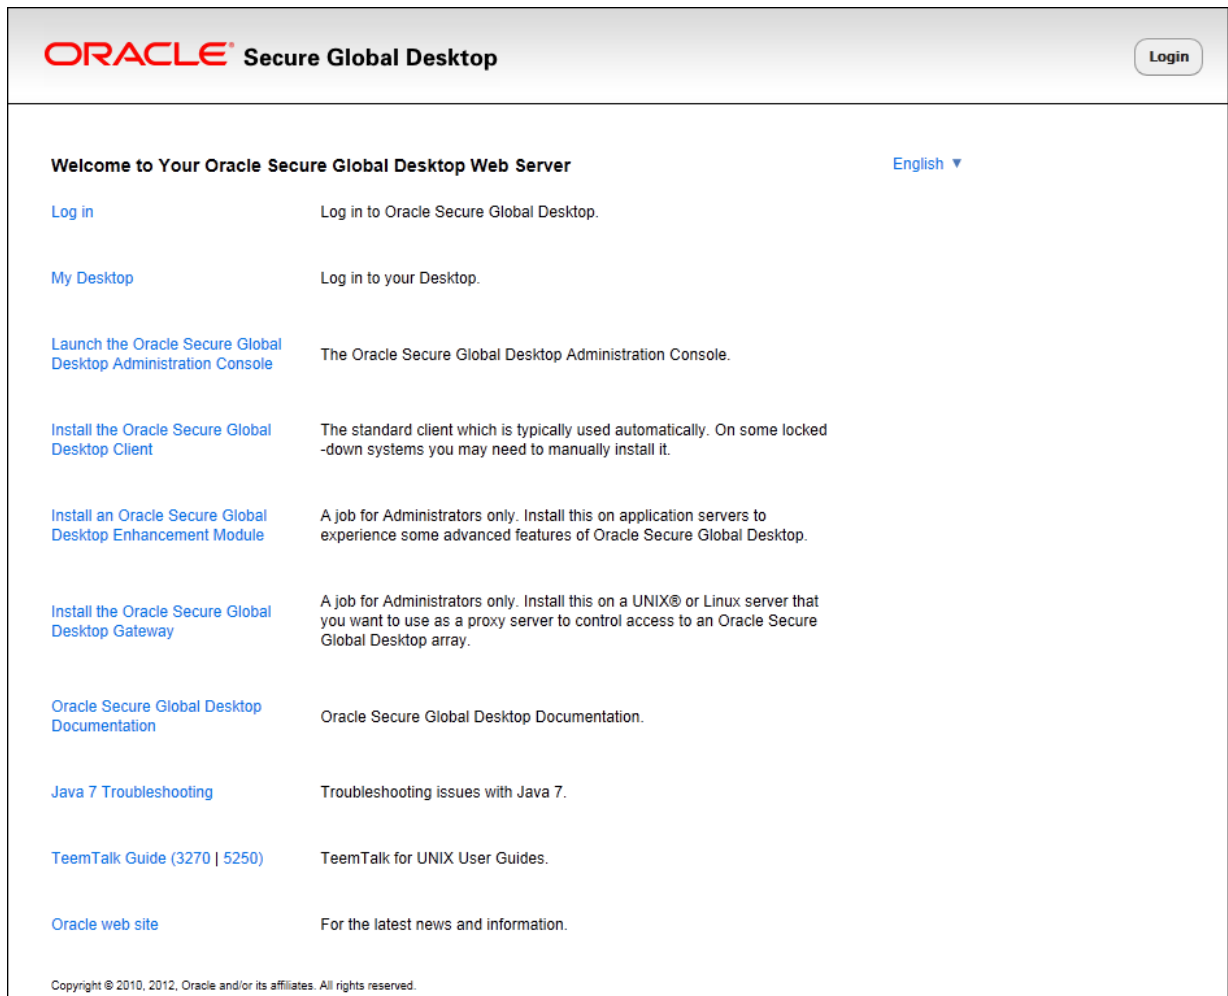 ORACLE® Secure Global Desktop
Login
Welcome to Your Oracle Secure Global Desktop Web Server
English ▼
Log in
Log in to Oracle Secure Global Desktop.
My Desktop
Log in to your Desktop.
Launch the Oracle Secure Global
Desktop Administration Console
The Oracle Secure Global Desktop Administration Console.
Install the Oracle Secure Global
Desktop Client
The standard client which is typically used automatically. On some locked
-down systems you may need to manually install it.
Install an Oracle Secure Global
Desktop Enhancement Module
A job for Administrators only. Install this on application servers to
experience some advanced features of Oracle Secure Global Desktop.
Install the Oracle Secure Global
Desktop Gateway
A job for Administrators only. Install this on a UNIX® or Linux server that
you want to use as a proxy server to control access to an Oracle Secure
Global Desktop array.
Oracle Secure Global Desktop
Documentation
Oracle Secure Global Desktop Documentation.
Java 7 Troubleshooting
Troubleshooting issues with Java 7.
TeemTalk Guide (3270 | 5250)
TeemTalk for UNIX User Guides.
Oracle web site
For the latest news and information.
Copyright © 2010, 2012, Oracle and/or its affiliates. All rights reserved.